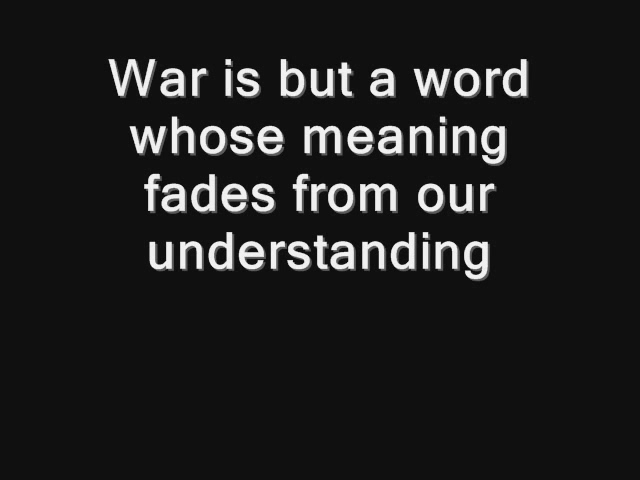 War is but a word
whose meaning
fades from our
understanding